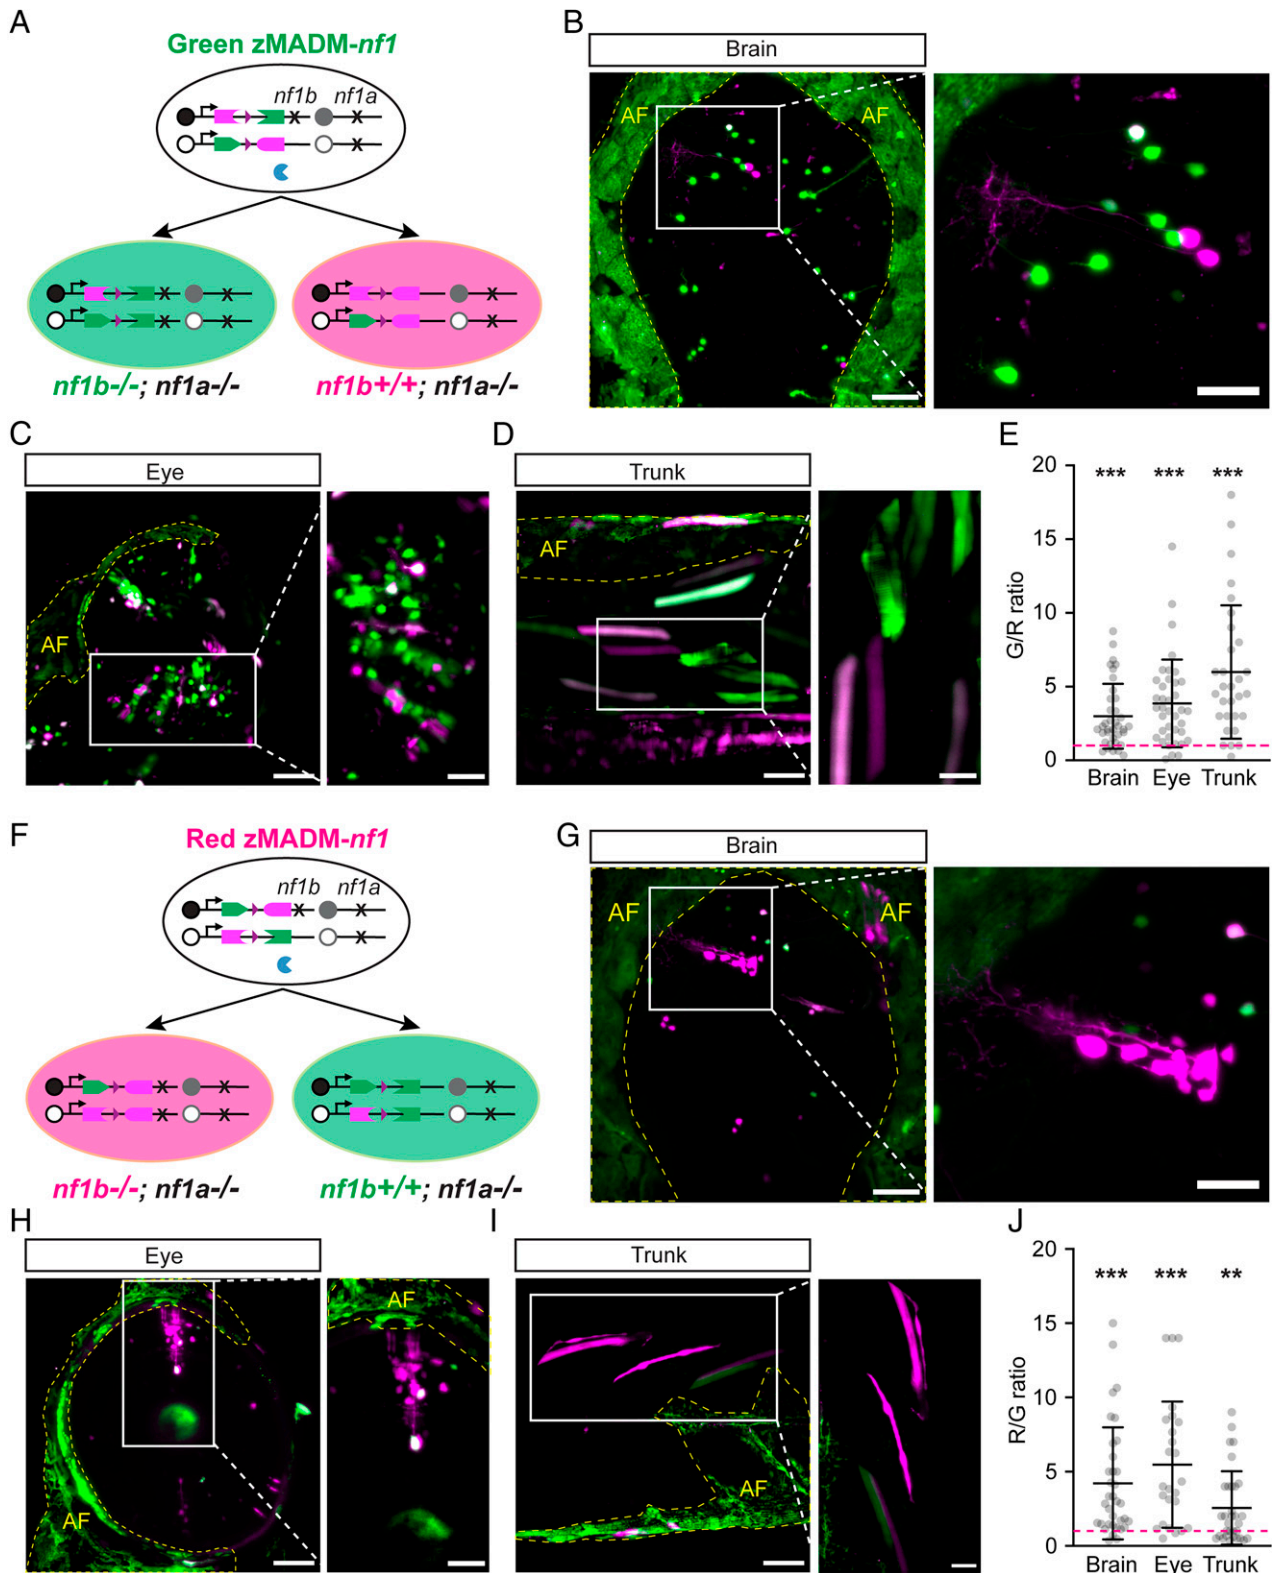 A
Green zMADM-nf1
nf1b nf1a
nf1b-/-; nf1a-/-
nf1b+/+; nf1a-/-
B
Brain
AF
AF
C
Eye
AF
D
Trunk
AF
E
20
15
10
5
0
G/R ratio
*** *** ***
Brain Eye Trunk
F
Red zMADM-nf1
nf1b nf1a
nf1b-/-; nf1a-/-
nf1b+/+; nf1a-/-
G
Brain
AF
AF
H
Eye
AF
AF
I
Trunk
AF
J
20
15
10
5
0
R/G ratio
*** *** **
Brain Eye Trunk